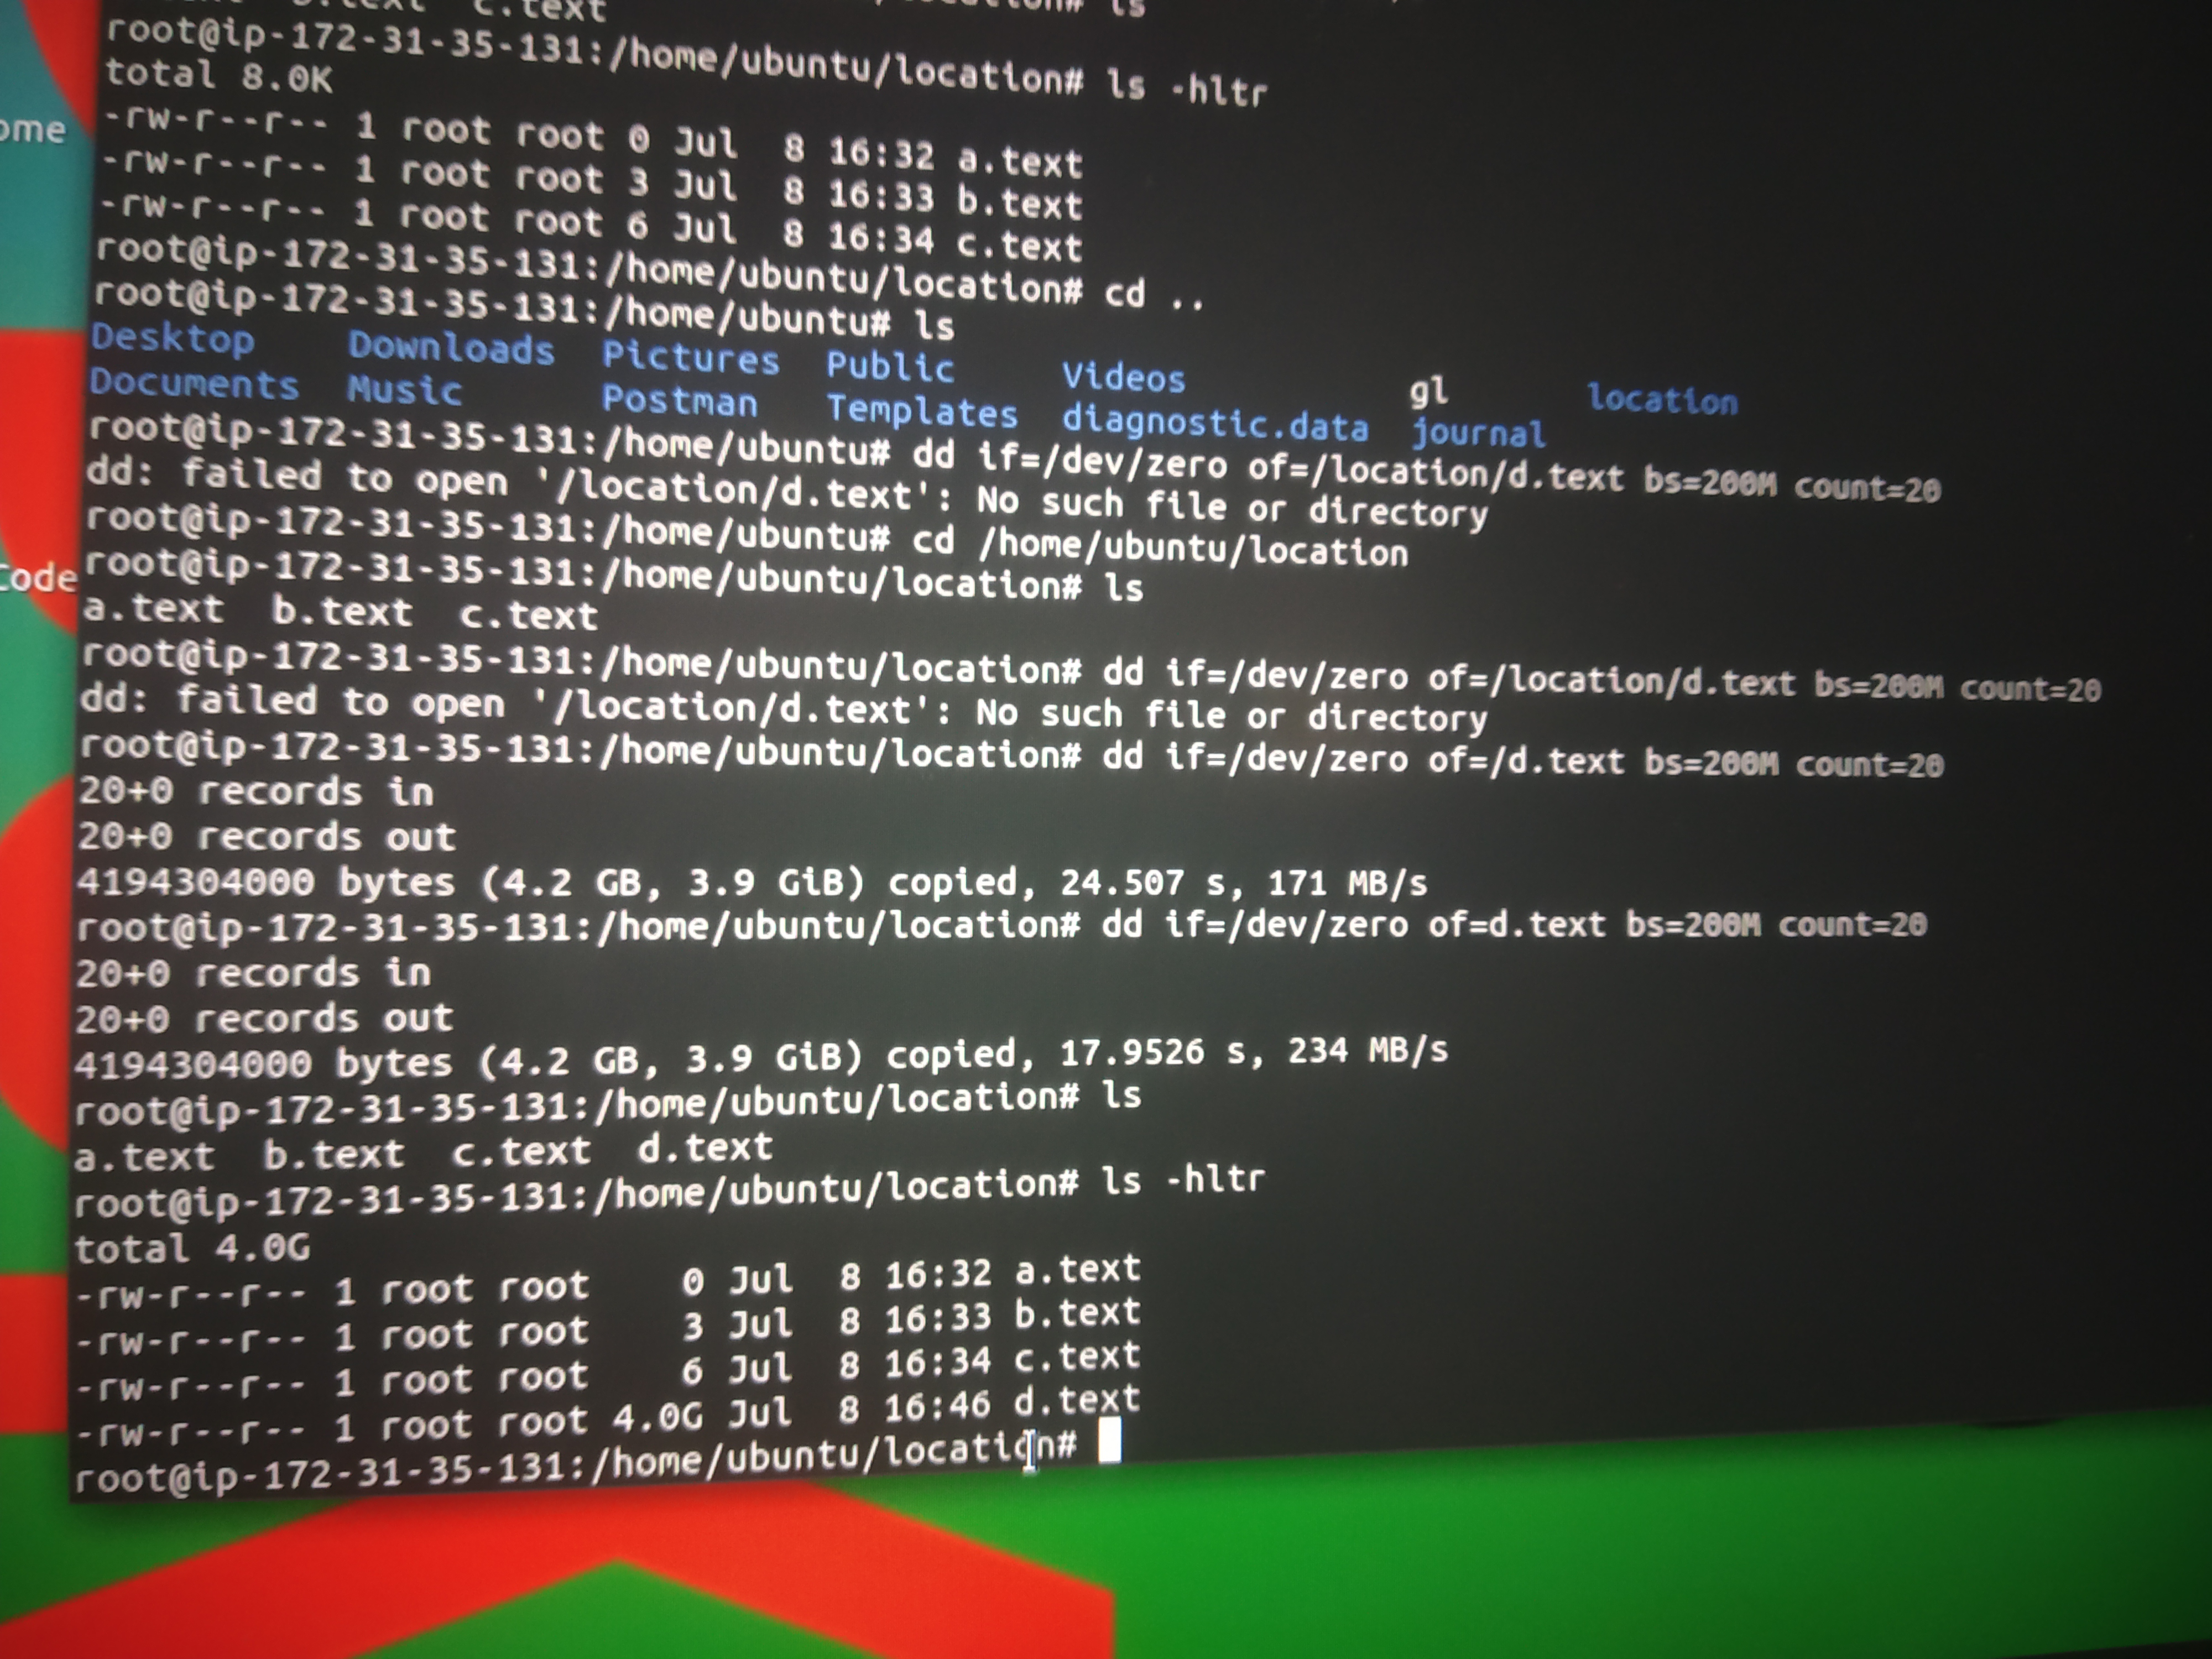 c.text
ls
root@ip-172-31-35-131:/home/ubuntu/location# ls -hltr
total 8.0K
-rw-r--r-- 1 root root 0 Jul  8 16:32 a.text
-rw-r--r-- 1 root root 3 Jul  8 16:33 b.text
-rw-r--r-- 1 root root 6 Jul  8 16:34 c.text
root@ip-172-31-35-131:/home/ubuntu/location# cd ..
root@ip-172-31-35-131:/home/ubuntu# ls
Desktop    Downloads  Pictures  Public     Videos           gl       location
Documents  Music      Postman   Templates  diagnostic.data  journal
root@ip-172-31-35-131:/home/ubuntu# dd if=/dev/zero of=/location/d.text bs=200M count=20
dd: failed to open '/location/d.text': No such file or directory
root@ip-172-31-35-131:/home/ubuntu# cd /home/ubuntu/location
root@ip-172-31-35-131:/home/ubuntu/location# ls
a.text  b.text  c.text
root@ip-172-31-35-131:/home/ubuntu/location# dd if=/dev/zero of=/location/d.text bs=200M count=20
dd: failed to open '/location/d.text': No such file or directory
root@ip-172-31-35-131:/home/ubuntu/location# dd if=/dev/zero of=/d.text bs=200M count=20
20+0 records in
20+0 records out
4194304000 bytes (4.2 GB, 3.9 GiB) copied, 24.507 s, 171 MB/s
root@ip-172-31-35-131:/home/ubuntu/location# dd if=/dev/zero of=d.text bs=200M count=20
20+0 records in
20+0 records out
4194304000 bytes (4.2 GB, 3.9 GiB) copied, 17.9526 s, 234 MB/s
root@ip-172-31-35-131:/home/ubuntu/location# ls
a.text  b.text  c.text  d.text
root@ip-172-31-35-131:/home/ubuntu/location# ls -hltr
total 4.0G
-rw-r--r-- 1 root root    0 Jul  8 16:32 a.text
-rw-r--r-- 1 root root    3 Jul  8 16:33 b.text
-rw-r--r-- 1 root root    6 Jul  8 16:34 c.text
-rw-r--r-- 1 root root 4.0G Jul  8 16:46 d.text
root@ip-172-31-35-131:/home/ubuntu/location#
ome
Code